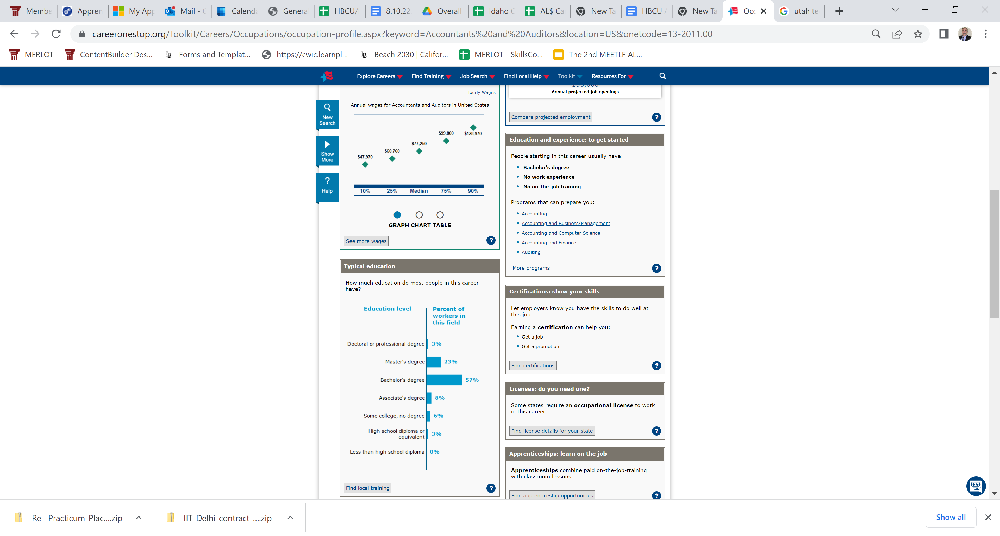 Membe
Appren
My App
Mail - C
Calenda
Genera
HBCU/H
8.10.22
Overall
Idaho C
AL$ Ca
New Ta
HBCU A
New Ta
Occ
utah te
careeronestop.org/Toolkit/Careers/Occupations/occupation-profile.aspx?keyword=Accountants%20and%20Auditors&location=US&onetcode=13-2011.00
MERLOT
ContentBuilder Des...
Forms and Templat...
https://cwic.learnpl...
Beach 2030 | Califor...
MERLOT - SkillsCo...
The 2nd MEETLF AL...
Explore Careers
Find Training
Job Search
Find Local Help
Toolkit
Resources For
New
Search
Show
More
?
Help
Hourly Wages
Annual wages for Accountants and Auditors in United States
$47,970
$60,760
$77,250
$99,800
$128,970
10%
25%
Median
75%
90%
GRAPH CHART TABLE
See more wages
?
Typical education
How much education do most people in this career
have?
Education level
Percent of
workers in
this field
Doctoral or professional degree 3%
Master's degree 23%
Bachelor's degree 57%
Associate's degree 8%
Some college, no degree 6%
High school diploma or
equivalent 3%
Less than high school diploma 0%
Find local training
?
Annual projected job openings
Compare projected employment
?
Education and experience: to get started
People starting in this career usually have:
Bachelor's degree
No work experience
No on-the-job training
Programs that can prepare you:
Accounting
Accounting and Business/Management
Accounting and Computer Science
Accounting and Finance
Auditing
More programs
?
Certifications: show your skills
Let employers know you have the skills to do well at
this job.
Earning a certification can help you:
Get a job
Get a promotion
Find certifications
?
Licenses: do you need one?
Some states require an occupational license to work
in this career.
Find license details for your state
?
Apprenticeships: learn on the job
Apprenticeships combine paid on-the-job-training
with classroom lessons.
Find apprenticeship opportunities
?
Re__Practicum_Plac....zip
IIT_Delhi_contract_....zip
Show all